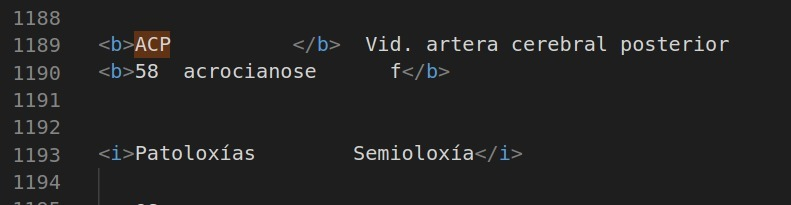 1188
1189 <b>ACP </b> Vid. artera cerebral posterior
1190 <b>58 acrocianose f</b>
1191
1192
1193 <i>Patoloxías Semioloxía</i>
1194